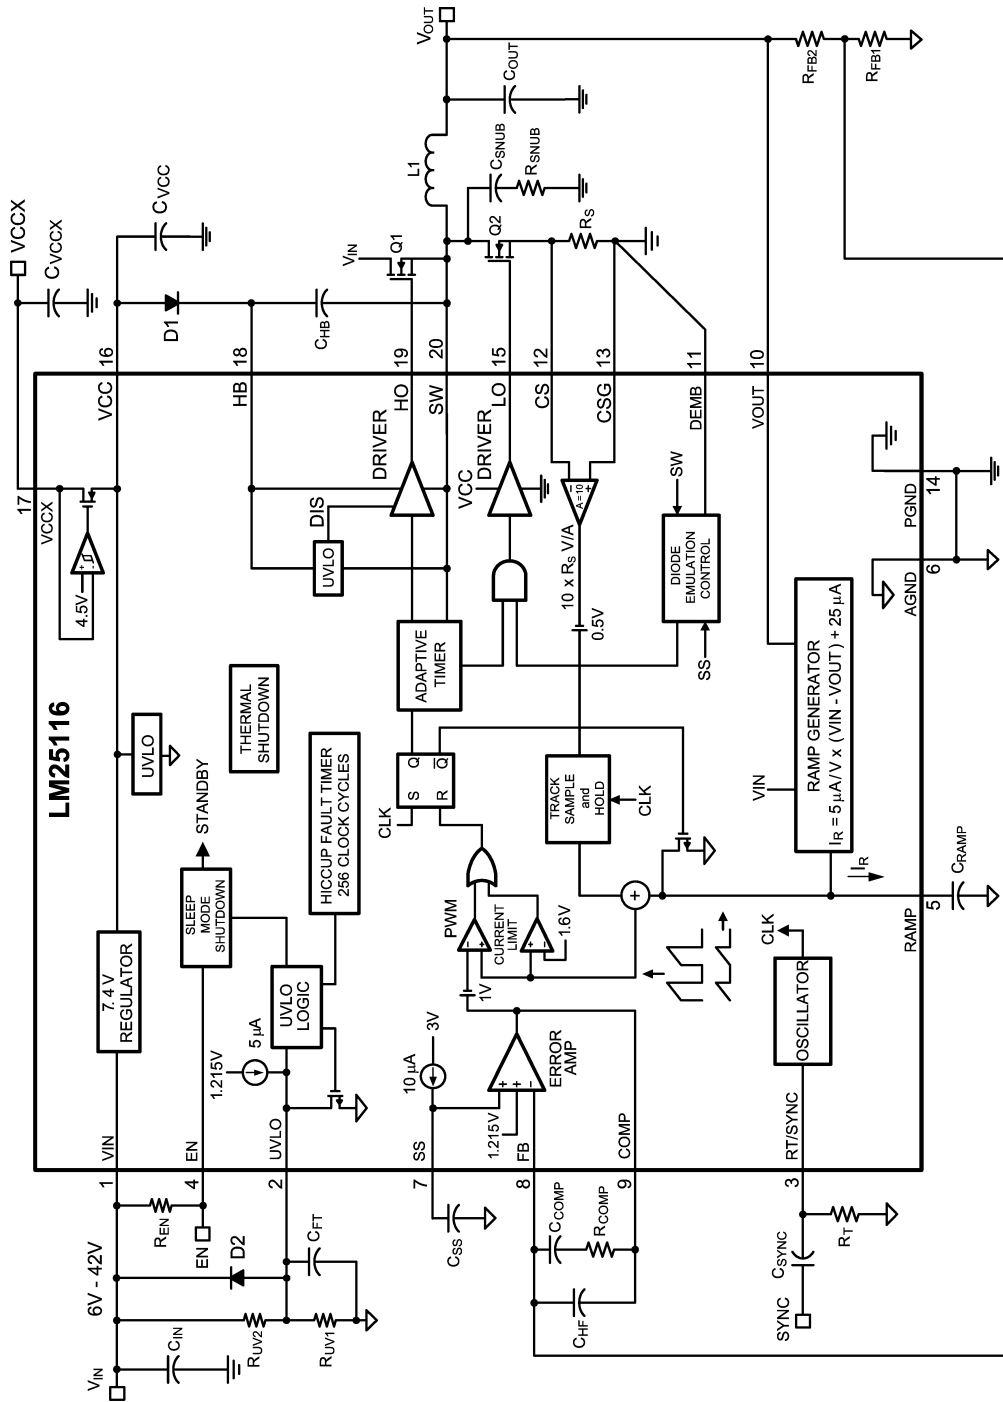 LM25116
6V - 42V
VIN
CIN
RUV2
RUV1
D2
CFT
REN
EN
1
VIN
4
EN
2
UVLO
7.4 V
REGULATOR
SLEEP
MODE
SHUTDOWN
STANDBY
1.215V
5 µA
UVLO
LOGIC
HICCUP FAULT TIMER
256 CLOCK CYCLES
THERMAL
SHUTDOWN
UVLO
4.5V
+
-
VCCX
17
VCCX
CVCCX
VCC
16
CVCC
D1
HB
18
CHB
UVLO
DIS
DRIVER
HO
19
SW
20
VIN
Q1
L1
VOUT
COUT
CSNUB
RSNUB
VCC
DRIVER
LO
15
Q2
RS
CS
12
CSG
13
DEMB
11
VOUT
10
RFB2
RFB1
7
SS
CSS
10 µA
3V
8
FB
1.215V
+
+
-
ERROR
AMP
9
COMP
CCOMP
RCOMP
CHF
1V
PWM
-
+
CURRENT
LIMIT
+
-
1.6V
CLK
S
R
Q
Q
ADAPTIVE
TIMER
A = 10
-
+
10 x RS V/A
0.5V
TRACK
SAMPLE
and
HOLD
CLK
+
SW
DIODE
EMULATION
CONTROL
SS
VIN
RAMP GENERATOR
IR = 5 µA/ V x (VIN - VOUT) + 25 µA
IR
RAMP
5
CRAMP
AGND
6
PGND
14
3
RT/SYNC
OSCILLATOR
CLK
SYNC
CSYNC
RT